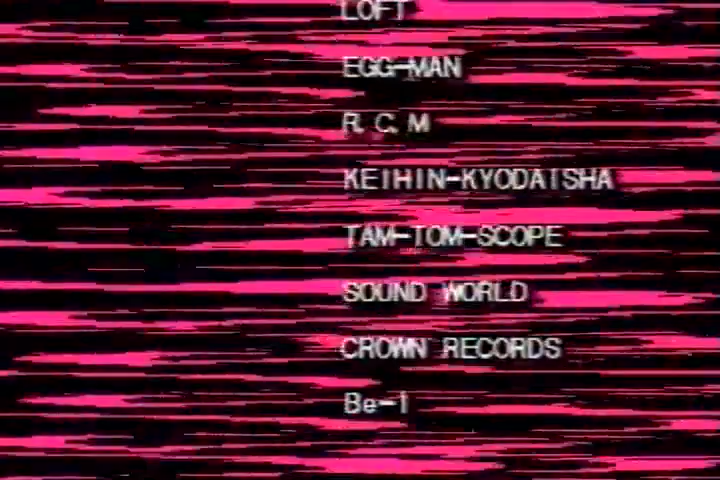 LOFT
EGG-MAN
R.C.M
KEIHIN-KYODAISHA
TAM-TOM-SCOPE
SOUND WORLD
CROWN RECORDS
Be-1